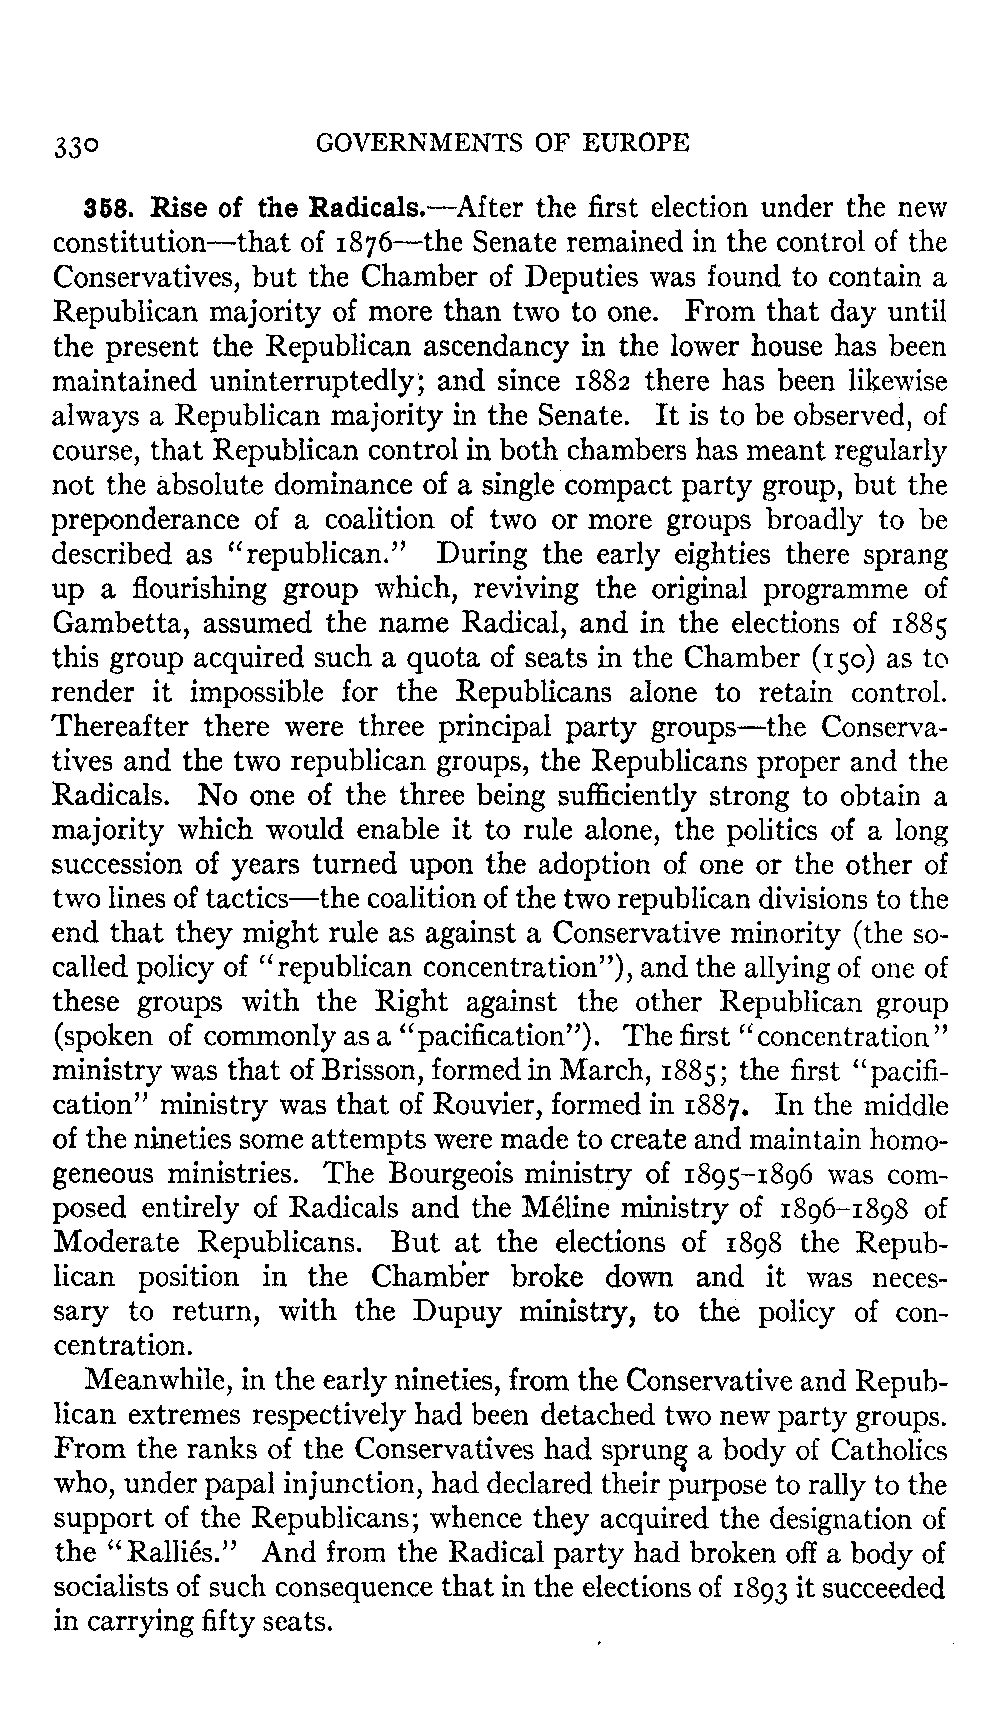 330 GOVERNMENTS OF EUROPE
358. Rise of the Radicals.—After the first election under the new
constitution—that of 1876—the Senate remained in the control of the
Conservatives, but the Chamber of Deputies was found to contain a
Republican majority of more than two to one. From that day until
the present the Republican ascendancy in the lower house has been
maintained uninterruptedly; and since 1882 there has been likewise
always a Republican majority in the Senate. It is to be observed, of
course, that Republican control in both chambers has meant regularly
not the absolute dominance of a single compact party group, but the
preponderance of a coalition of two or more groups broadly to be
described as "republican." During the early eighties there sprang
up a flourishing group which, reviving the original programme of
Gambetta, assumed the name Radical, and in the elections of 1885
this group acquired such a quota of seats in the Chamber (150) as to
render it impossible for the Republicans alone to retain control.
Thereafter there were three principal party groups—the Conserva-
tives and the two republican groups, the Republicans proper and the
Radicals. No one of the three being sufficiently strong to obtain a
majority which would enable it to rule alone, the politics of a long
succession of years turned upon the adoption of one or the other of
two lines of tactics—the coalition of the two republican divisions to the
end that they might rule as against a Conservative minority (the so-
called policy of "republican concentration"), and the allying of one of
these groups with the Right against the other Republican group
(spoken of commonly as a "pacification"). The first "concentration"
ministry was that of Brisson, formed in March, 1885; the first "pacifi-
cation" ministry was that of Rouvier, formed in 1887. In the middle
of the nineties some attempts were made to create and maintain homo-
geneous ministries. The Bourgeois ministry of 1895–1896 was com-
posed entirely of Radicals and the Méline ministry of 1896–1898 of
Moderate Republicans. But at the elections of 1898 the Repub-
lican position in the Chamber broke down and it was neces-
sary to return, with the Dupuy ministry, to the policy of con-
centration.
Meanwhile, in the early nineties, from the Conservative and Repub-
lican extremes respectively had been detached two new party groups.
From the ranks of the Conservatives had sprung a body of Catholics
who, under papal injunction, had declared their purpose to rally to the
support of the Republicans; whence they acquired the designation of
the "Ralliés." And from the Radical party had broken off a body of
socialists of such consequence that in the elections of 1893 it succeeded
in carrying fifty seats.